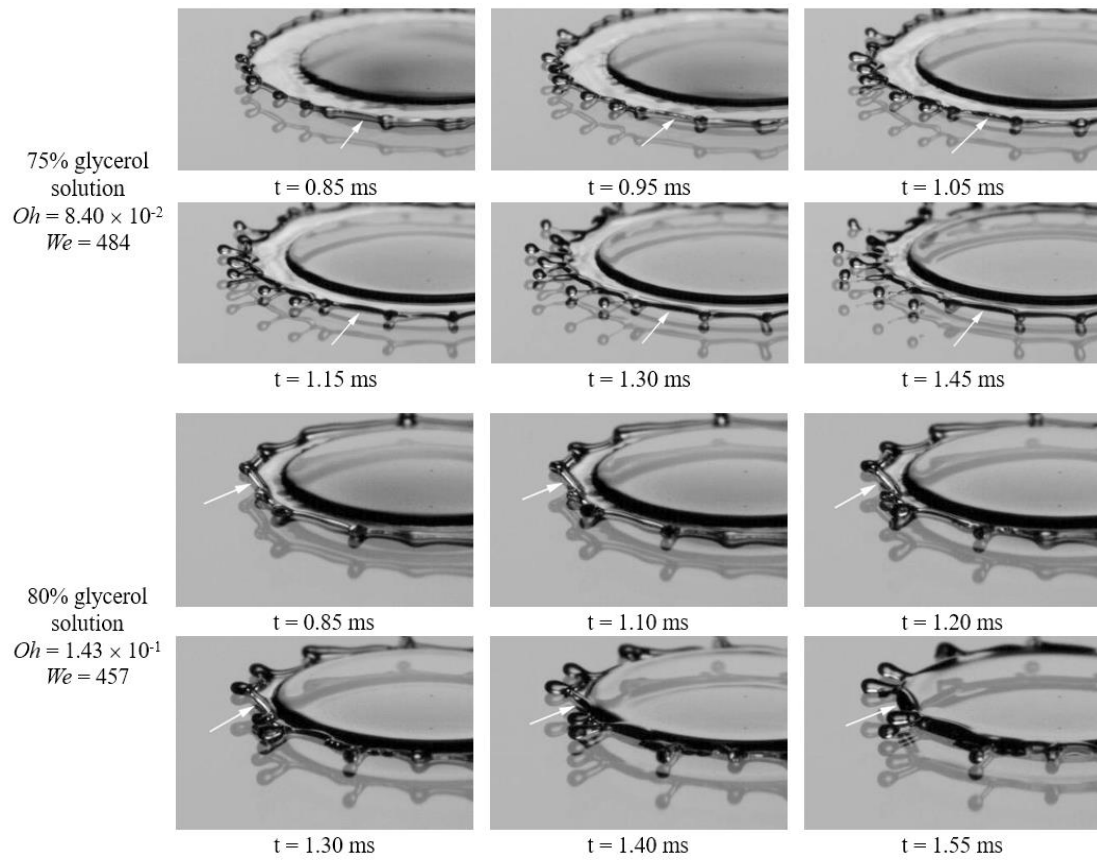 75% glycerol
solution
Oh = 8.40 × 10⁻²
We = 484
t = 0.85 ms
t = 0.95 ms
t = 1.05 ms
t = 1.15 ms
t = 1.30 ms
t = 1.45 ms
80% glycerol
solution
Oh = 1.43 × 10⁻¹
We = 457
t = 0.85 ms
t = 1.10 ms
t = 1.20 ms
t = 1.30 ms
t = 1.40 ms
t = 1.55 ms